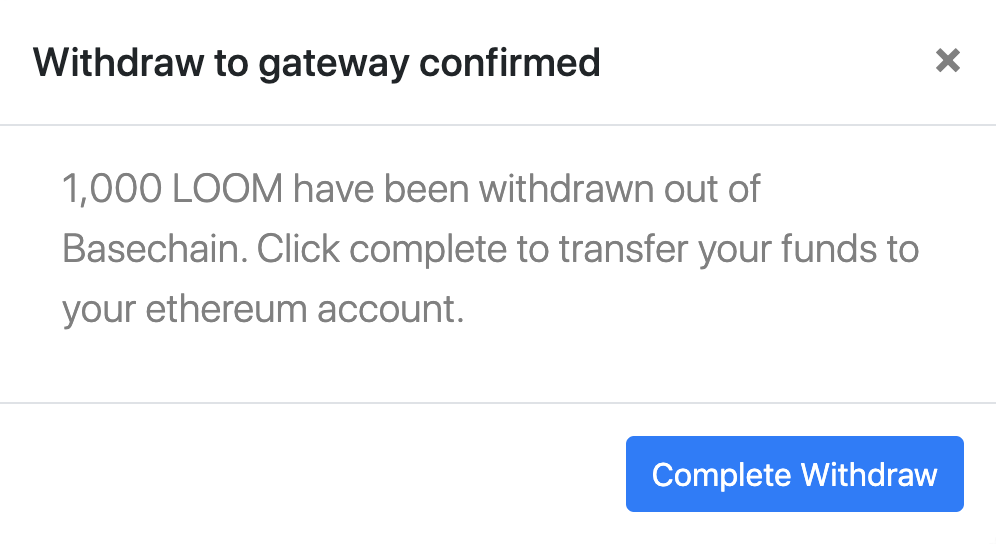 Withdraw to gateway confirmed
1,000 LOOM have been withdrawn out of
Basechain. Click complete to transfer your funds to
your ethereum account.
Complete Withdraw